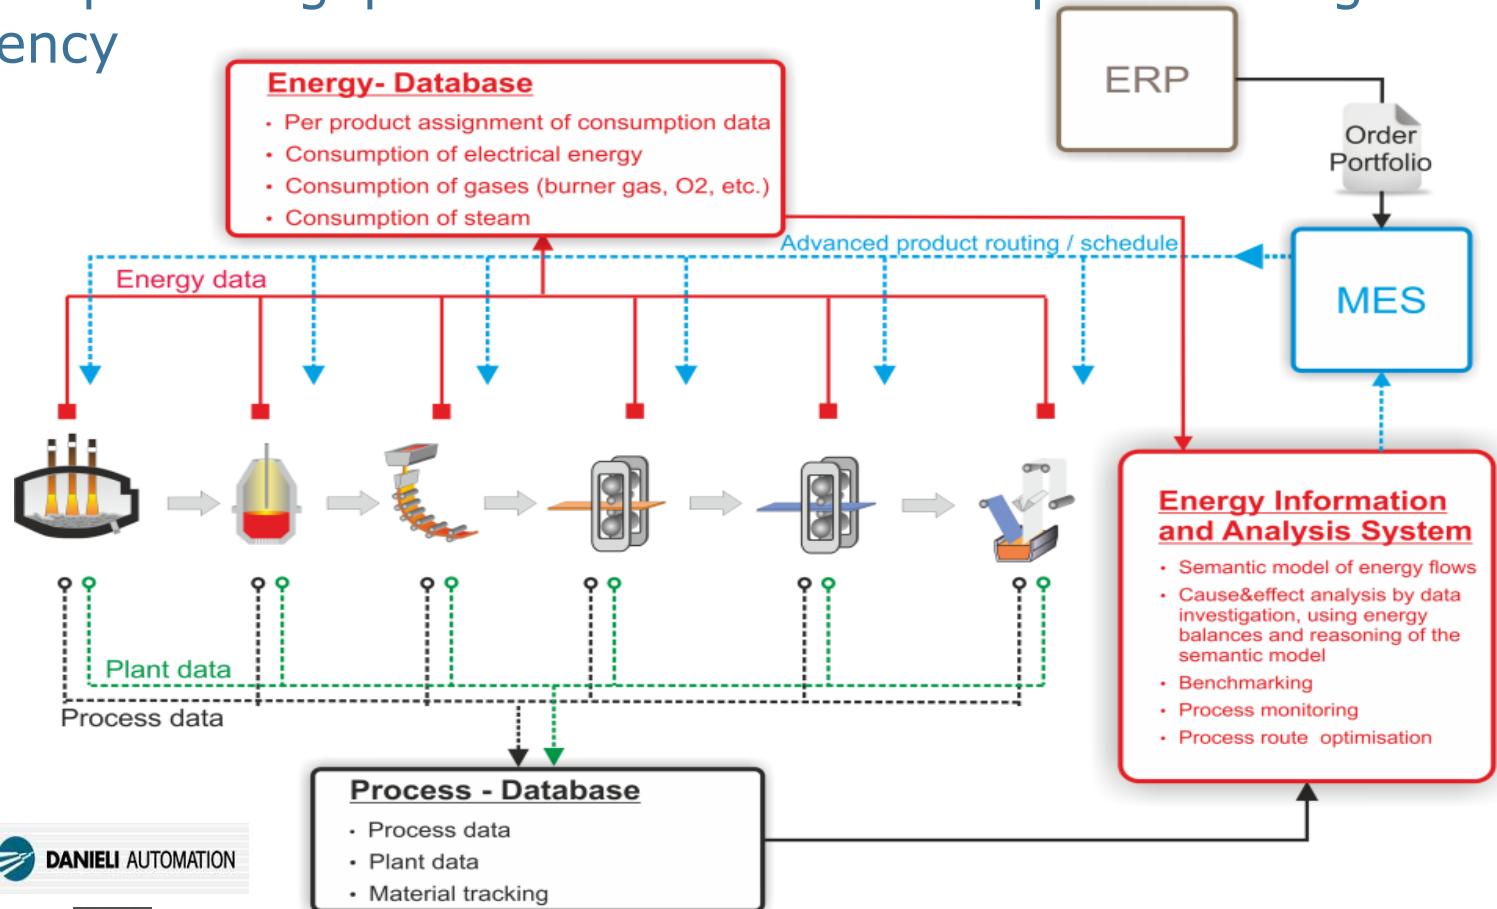 ency
Energy- Database
• Per product assignment of consumption data
• Consumption of electrical energy
• Consumption of gases (burner gas, O2, etc.)
• Consumption of steam
ERP
Order
Portfolio
Advanced product routing / schedule
MES
Energy data
Energy Information
and Analysis System
• Semantic model of energy flows
• Cause&effect analysis by data
investigation, using energy
balances and reasoning of the
semantic model
• Benchmarking
• Process monitoring
• Process route optimisation
Plant data
Process data
Process - Database
• Process data
• Plant data
• Material tracking
DANIELI AUTOMATION